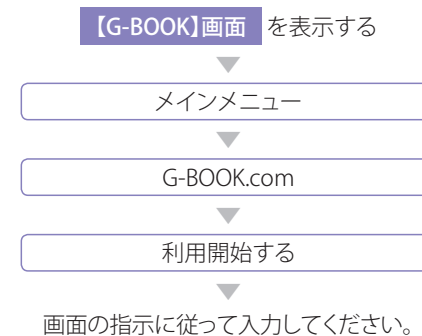 【G-BOOK】画面 を表示する
メインメニュー
G-BOOK.com
利用開始する
画面の指示に従って入力してください。